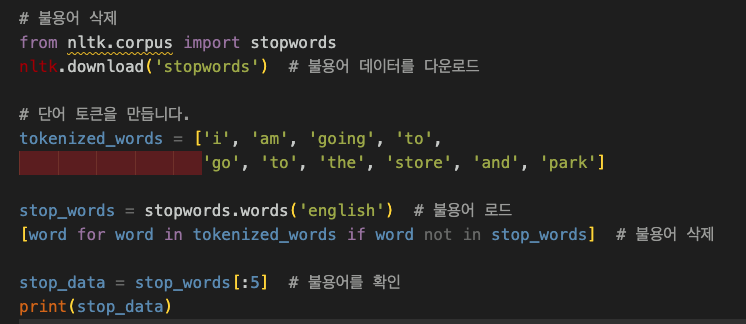 # 불용어 삭제
from nltk.corpus import stopwords
nltk.download('stopwords')  # 불용어 데이터를 다운로드
# 단어 토큰을 만듭니다.
tokenized_words = ['i', 'am', 'going', 'to',
'go', 'to', 'the', 'store', 'and', 'park']
stop_words = stopwords.words('english')  # 불용어 로드
[word for word in tokenized_words if word not in stop_words]  # 불용어 삭제
stop_data = stop_words[:5]  # 불용어를 확인
print(stop_data)